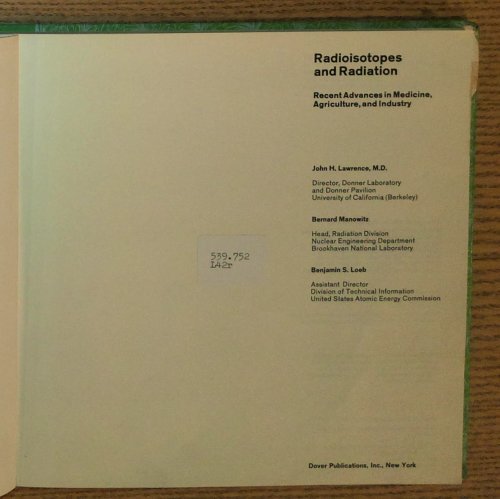 Radioisotopes
and Radiation
Recent Advances in Medicine,
Agriculture, and Industry
John H. Lawrence, M.D.
Director, Donner Laboratory
and Donner Pavilion
University of California (Berkeley)
Bernard Manowitz
Head, Radiation Division
Nuclear Engineering Department
Brookhaven National Laboratory
539.752
L42r
Benjamin S. Loeb
Assistant Director
Division of Technical Information
United States Atomic Energy Commission
Dover Publications, Inc., New York